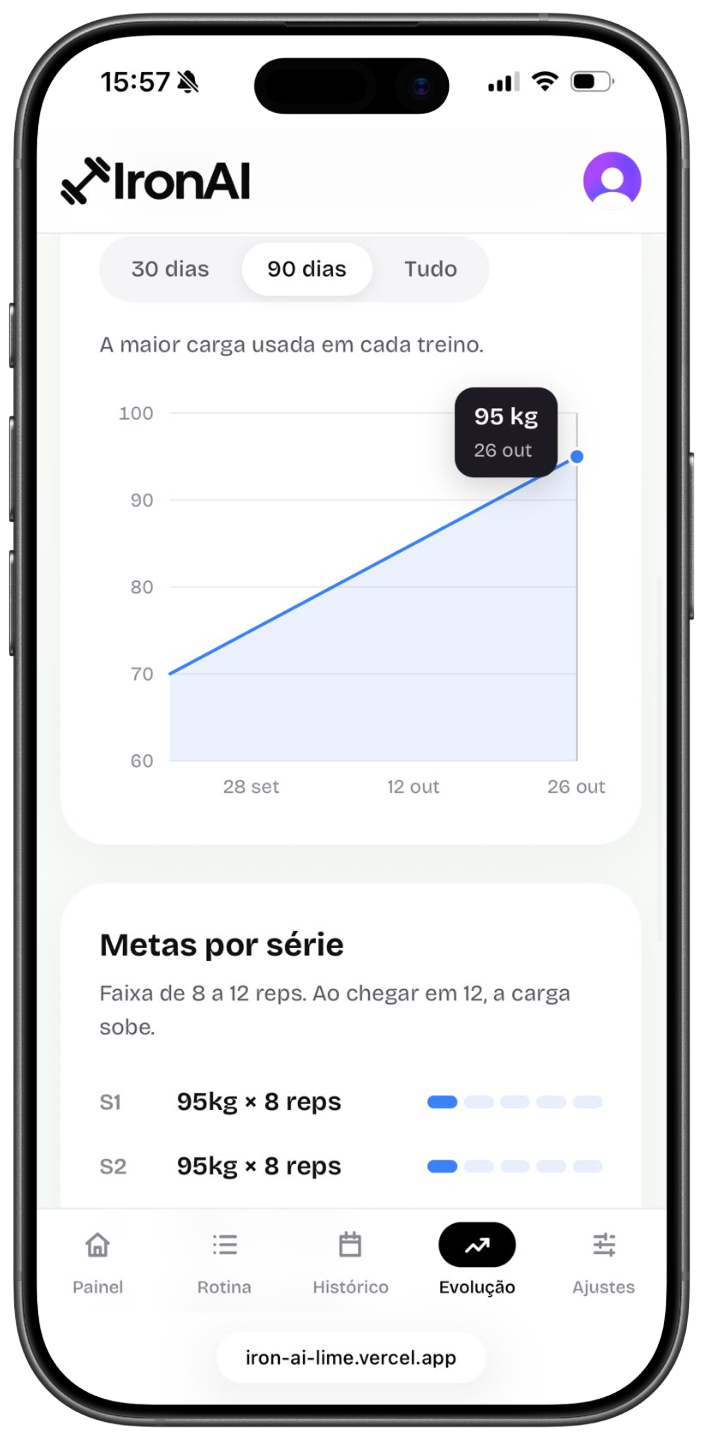 15:57
IronAI
30 dias 90 dias Tudo
A maior carga usada em cada treino.
95 kg
26 out
100
90
80
70
60
28 set 12 out 26 out
Metas por série
Faixa de 8 a 12 reps. Ao chegar em 12, a carga
sobe.
S1 95kg × 8 reps
S2 95kg × 8 reps
Painel Rotina Histórico Evolução Ajustes
iron-ai-lime.vercel.app